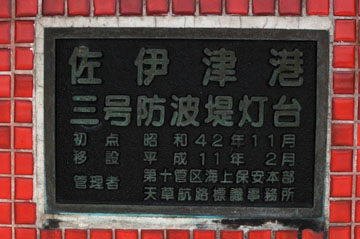 佐伊津港
三号防波堤灯台
初点 昭和42年11月
移設 平成11年2月
管理者 第十管区海上保安本部
天草航路標識事務所